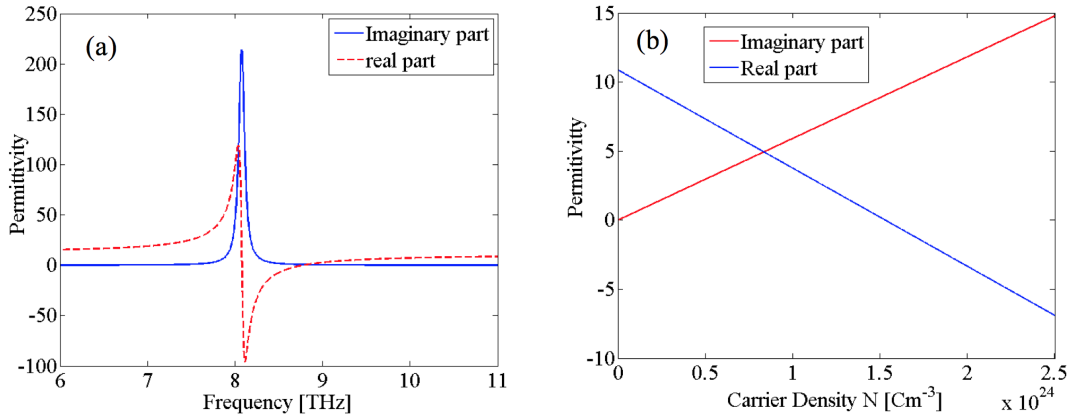 250
200
150
100
50
0
-50
-100
6
7
8
9
10
11
Permittivity
Frequency [THz]
(a)
Imaginary part
real part
15
10
5
0
-5
-10
0
0.5
1
1.5
2
2.5
x 10^24
Permitivitty
Carrier Density N [Cm^-3]
(b)
Imaginary part
Real part